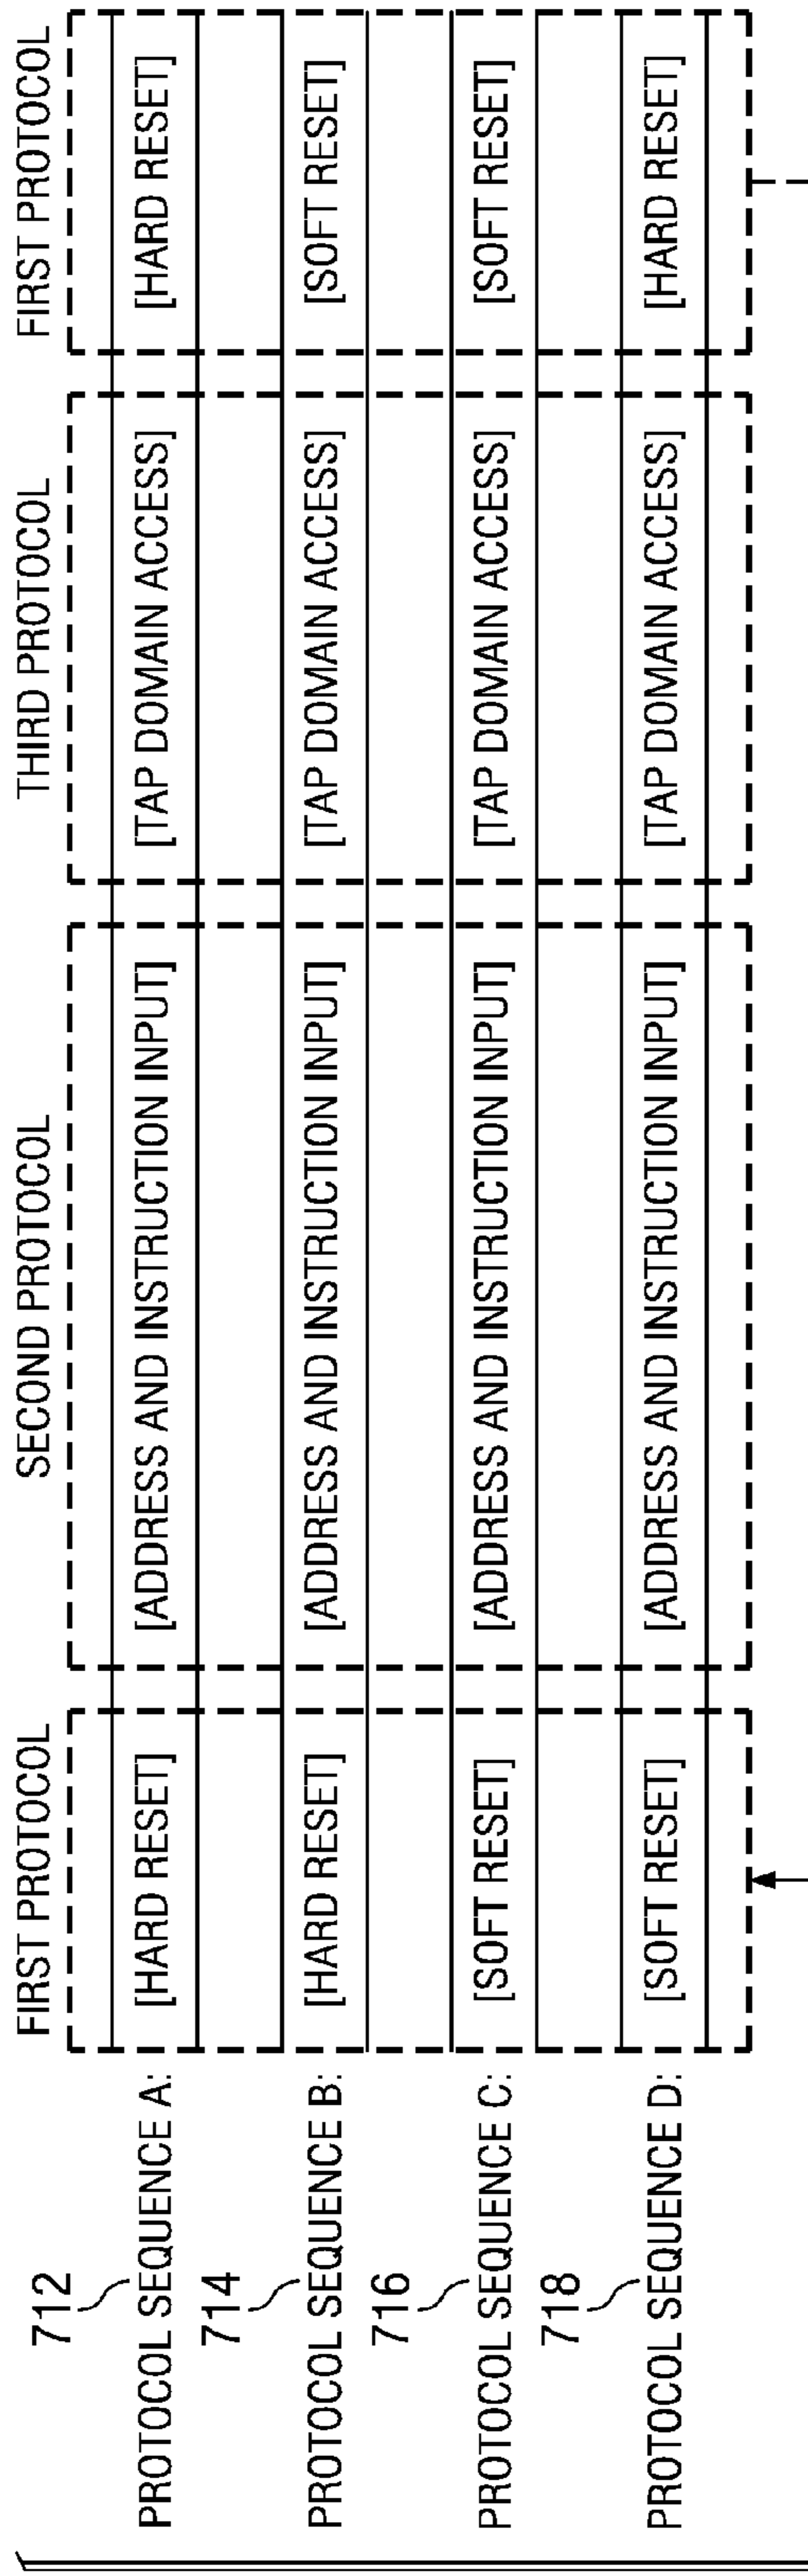 FIRST PROTOCOL SECOND PROTOCOL THIRD PROTOCOL FIRST PROTOCOL
712
PROTOCOL SEQUENCE A: [HARD RESET] [ADDRESS AND INSTRUCTION INPUT] [TAP DOMAIN ACCESS] [HARD RESET]
714
PROTOCOL SEQUENCE B: [HARD RESET] [ADDRESS AND INSTRUCTION INPUT] [TAP DOMAIN ACCESS] [SOFT RESET]
716
PROTOCOL SEQUENCE C: [SOFT RESET] [ADDRESS AND INSTRUCTION INPUT] [TAP DOMAIN ACCESS] [SOFT RESET]
718
PROTOCOL SEQUENCE D: [SOFT RESET] [ADDRESS AND INSTRUCTION INPUT] [TAP DOMAIN ACCESS] [HARD RESET]